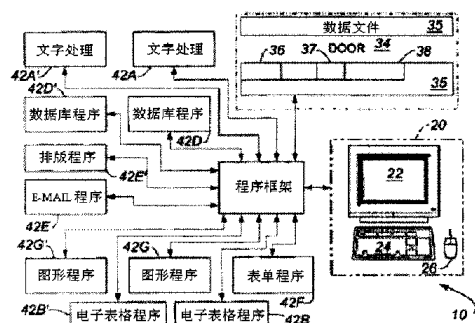 文字处理
文字处理
数据文件
35
42A'
42A
42D'
36
37
DOOR
34
38
35
数据库程序
数据库程序
42D
排版程序
42E'
E-MAIL 程序
42E
程序框架
20
22
24
26
42G'
42G
图形程序
图形程序
表单程序
42F
42B'
电子表格程序
电子表格程序
42B
10